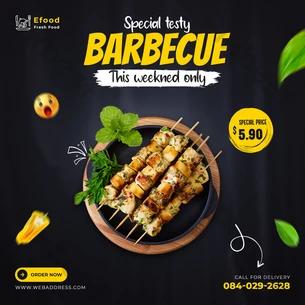 Efood
Fresh Food
Special testy
BARBECUE
This weekned only
SPECIAL PRICE
$ 5.90
ORDER NOW
WWW.WEBADDRESS.COM
CALL FOR DELIVERY
084-029-2628